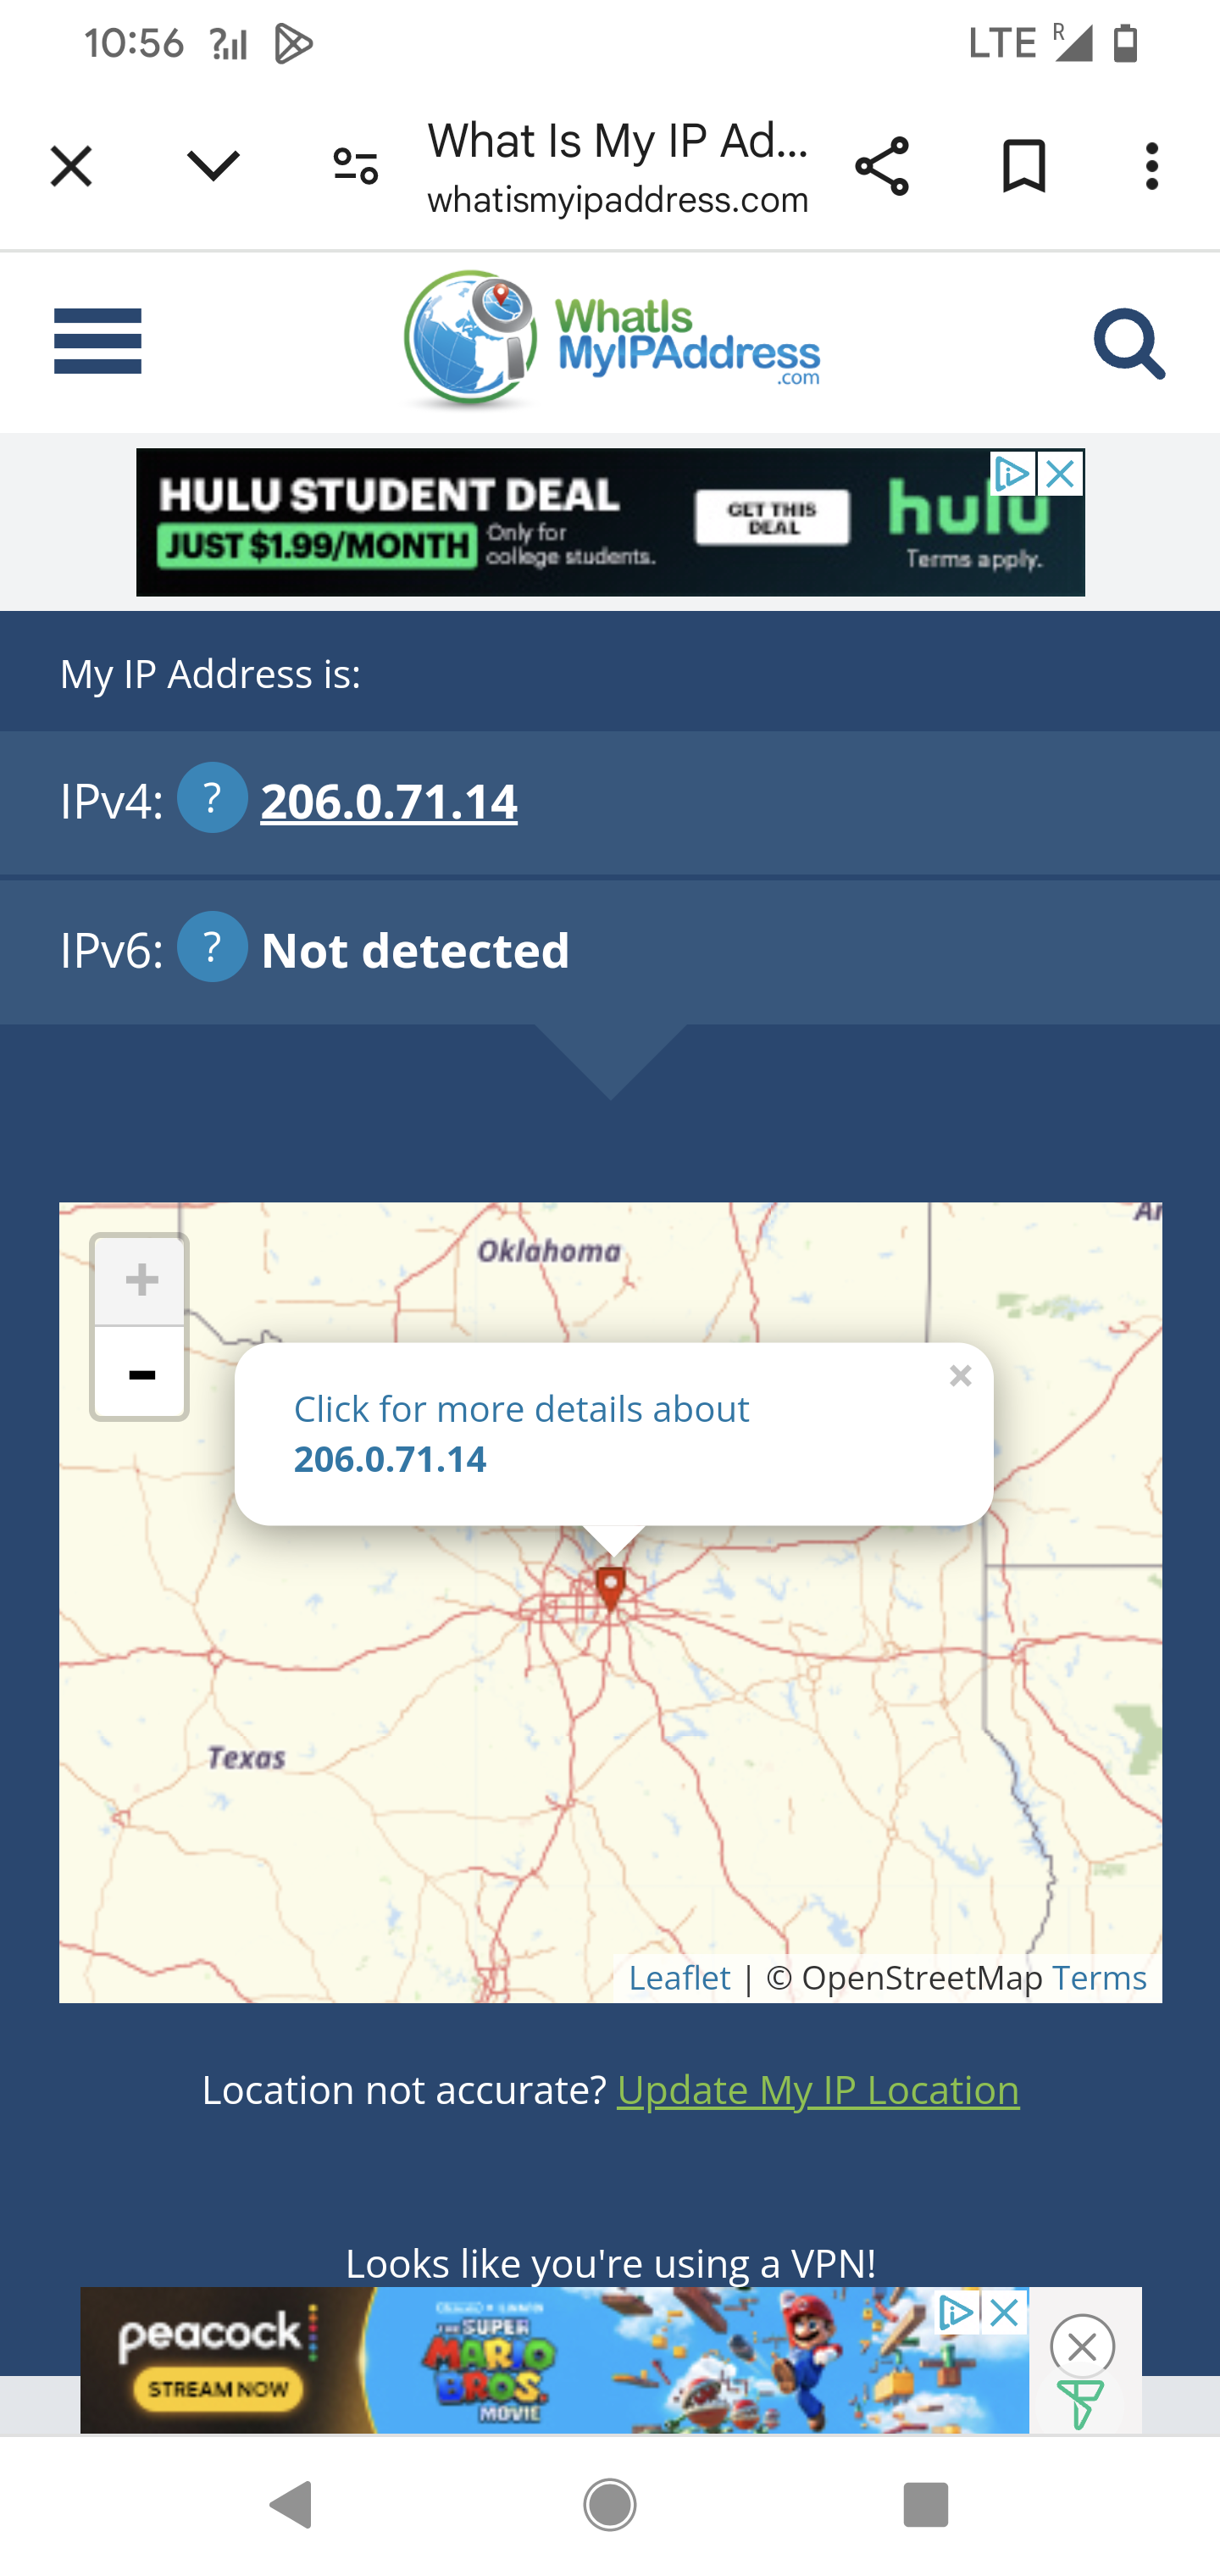 10:56
LTE R
What Is My IP Ad...
whatismyipaddress.com
WhatIs
MyIPAddress
.com
HULU STUDENT DEAL
JUST $1.99/MONTH
Only for
college students.
GET THIS
DEAL
hulu
Terms apply.
My IP Address is:
IPv4: ? 206.0.71.14
IPv6: ? Not detected
+
-
Oklahoma
Ar
×
Click for more details about
206.0.71.14
Texas
Leaflet | © OpenStreetMap Terms
Location not accurate? Update My IP Location
Looks like you're using a VPN!
peacock
STREAM NOW
THE SUPER
MARIO
BROS.
MOVIE